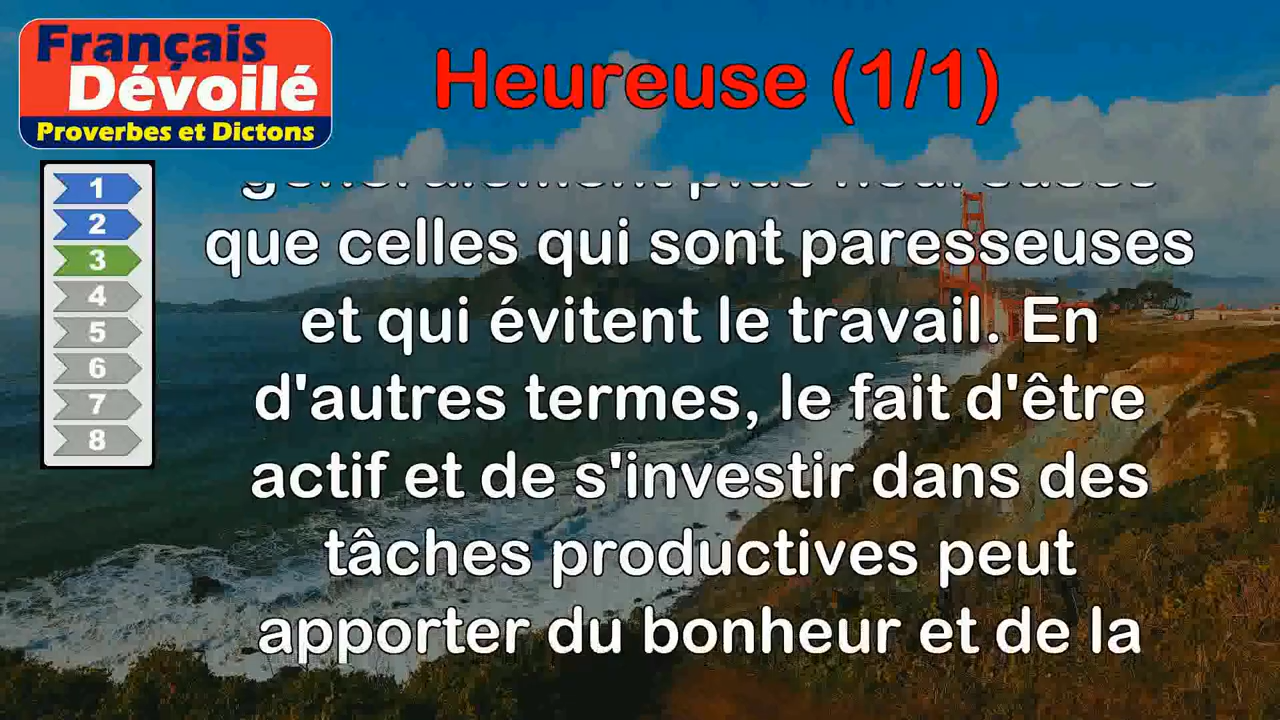 Français
Dévoilé
Proverbes et Dictons
Heureuse (1/1)
1
2
3
4
5
6
7
8
que celles qui sont paresseuses
et qui évitent le travail. En
d'autres termes, le fait d'être
actif et de s'investir dans des
tâches productives peut
apporter du bonheur et de la